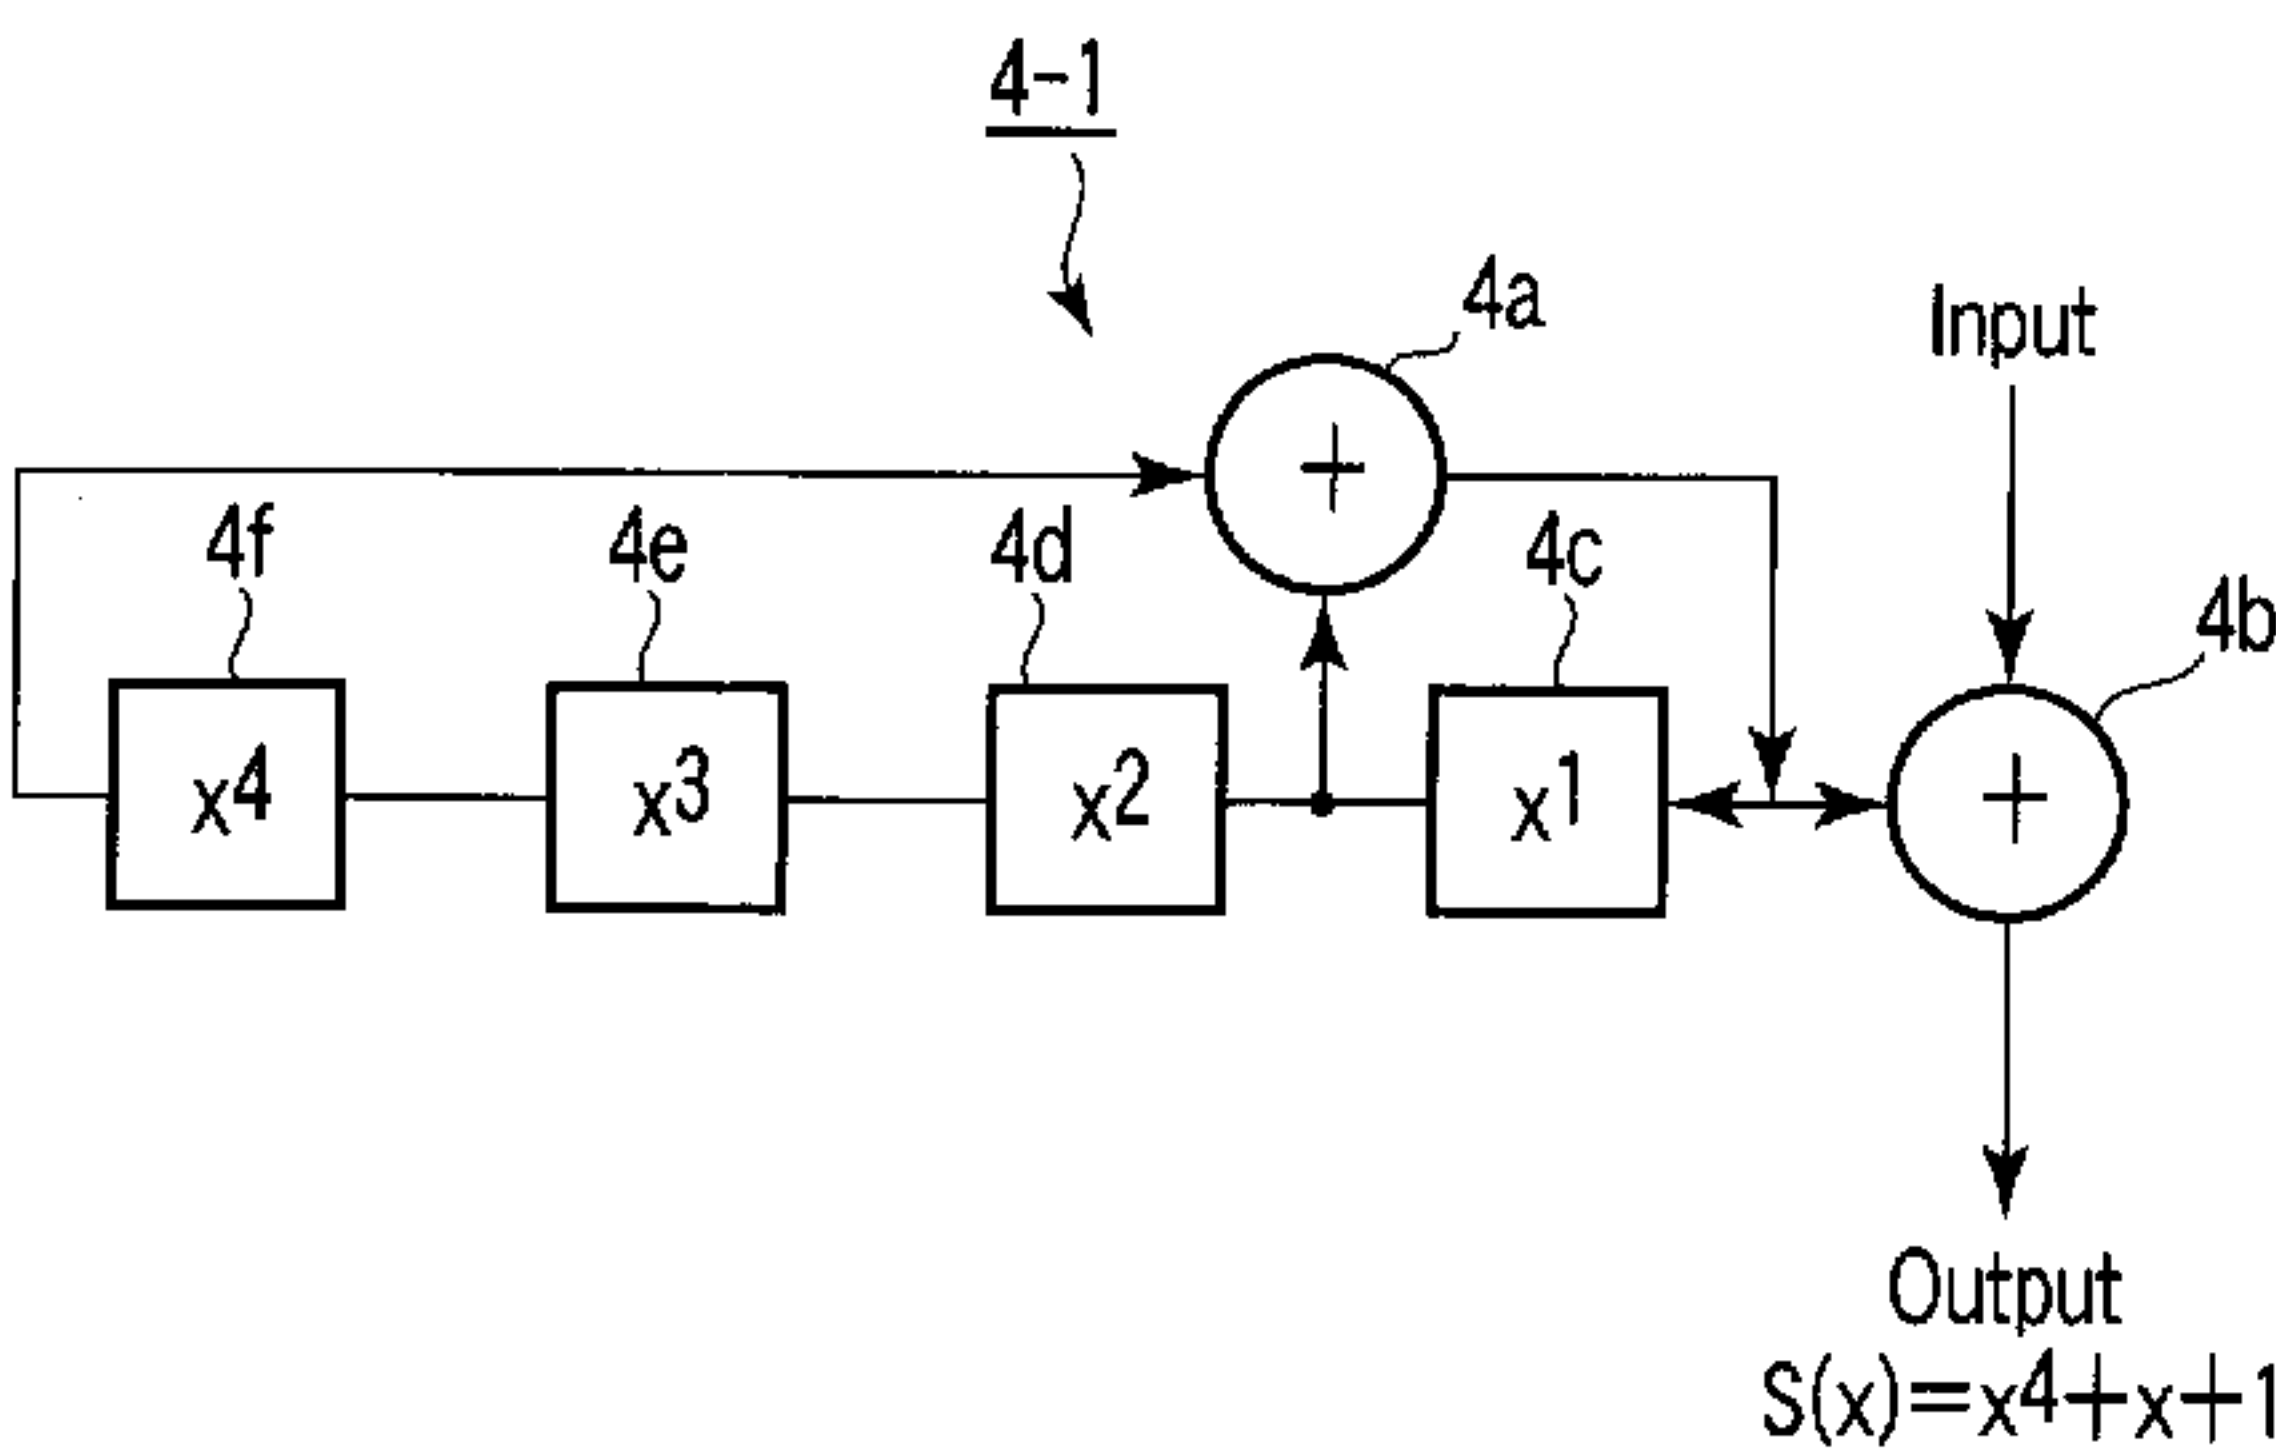 4-1
4a
Input
4f
4e
4d
4c
4b
+
x4
x3
x2
x1
+
Output
S(x)=x4+x+1